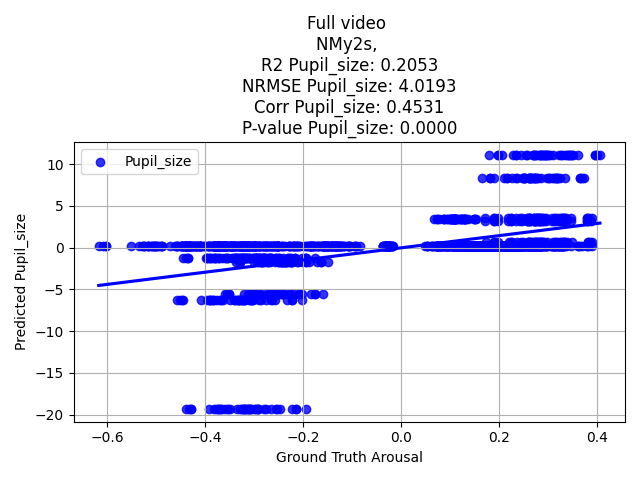 Full video
NMy2s,
R2 Pupil_size: 0.2053
NRMSE Pupil_size: 4.0193
Corr Pupil_size: 0.4531
P-value Pupil_size: 0.0000
Pupil_size
10
5
0
−5
−10
−15
−20
Predicted Pupil_size
−0.6
−0.4
−0.2
0.0
0.2
0.4
Ground Truth Arousal